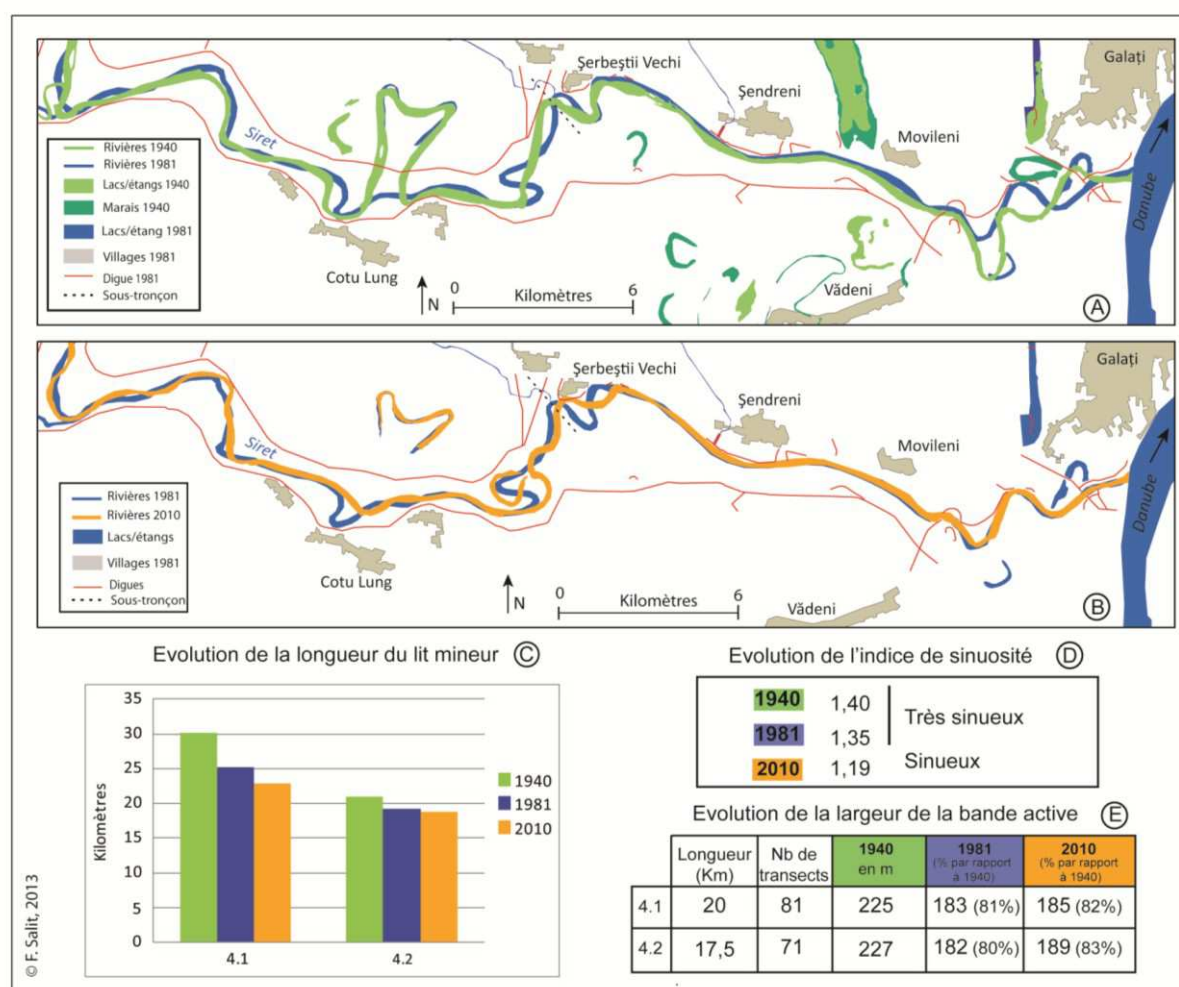 Şerbeştii Vechi
Galaţi
Şendreni
Movileni
Siret
Danube
Rivières 1940
Rivières 1981
Lacs/étangs 1940
Marais 1940
Lacs/étang 1981
Villages 1981
Digue 1981
Sous-tronçon
Cotu Lung
N
0
6
Kilomètres
Vădeni
A
Şerbeştii Vechi
Galaţi
Şendreni
Movileni
Siret
Danube
Rivières 1981
Rivières 2010
Lacs/étangs
Villages 1981
Digues
Sous-tronçon
Cotu Lung
N
0
6
Kilomètres
Vădeni
B
Evolution de la longueur du lit mineur C
Kilomètres
35
30
25
20
15
10
5
0
4.1 4.2
1940
1981
2010
Evolution de l'indice de sinuosité D
1940 1,40
Très sinueux
1981 1,35
2010 1,19 Sinueux
Evolution de la largeur de la bande active E
Longueur (Km) Nb de transects 1940 en m 1981 (% par rapport à 1940) 2010 (% par rapport à 1940)
4.1 20 81 225 183 (81%) 185 (82%)
4.2 17,5 71 227 182 (80%) 189 (83%)
© F. Salit, 2013